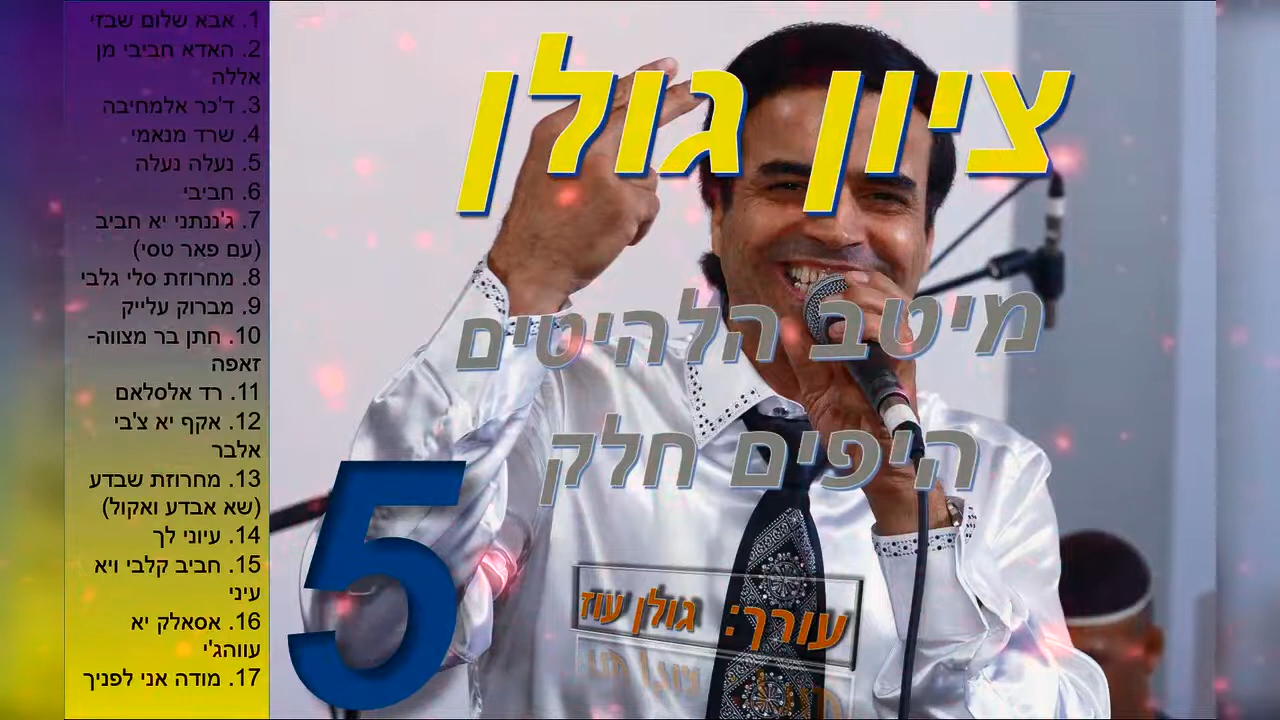 ציון גולן
מיטב הלהיטים
היפים חלק
5
עורך: גולן עוז
1. אבא שלום שבזי
2. האדא חביבי מן
אללה
3. ד'כר אלמחיבה
4. שרד מנאמי
5. נעלה נעלה
6. חביבי
7. ג'ננתני יא חביב
(עם פאר טסי)
8. מחרוזת סלי גלבי
9. מברוק עלייק
10. חתן בר מצווה-
זאפה
11. רד אלסלאם
12. אקף יא צ'בי
אלבר
13. מחרוזת שבדע
(שא אבדע ואקול)
14. עיוני לך
15. חביב קלבי ויא
עיני
16. אסאלק יא
עווהג'י
17. מודה אני לפניך